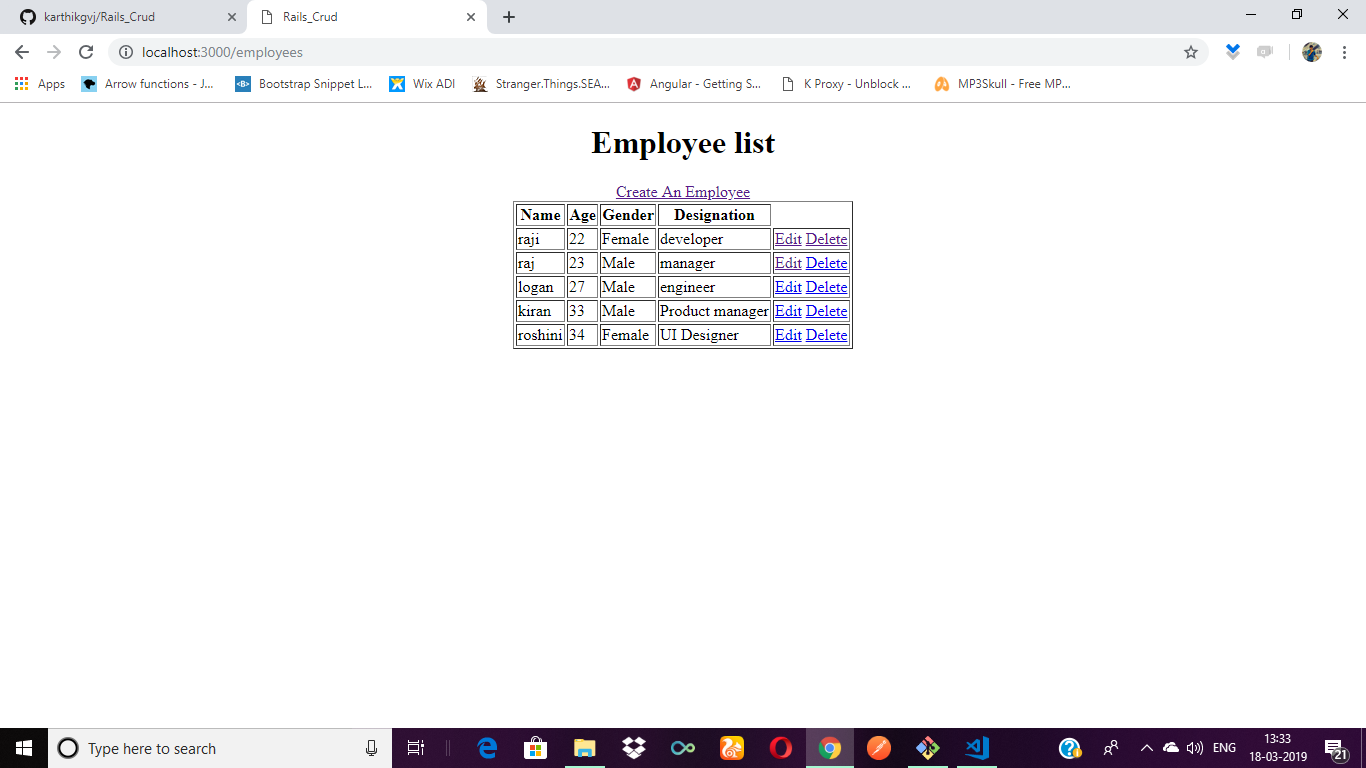 karthikgvj/Rails_Crud
Rails_Crud
localhost:3000/employees
Apps
Arrow functions - J...
<B>
Bootstrap Snippet L...
Wix ADI
Stranger.Things.SEA...
Angular - Getting S...
K Proxy - Unblock ...
MP3Skull - Free MP...
Employee list
Create An Employee
Name Age Gender Designation
raji 22 Female developer Edit Delete
raj 23 Male manager Edit Delete
logan 27 Male engineer Edit Delete
kiran 33 Male Product manager Edit Delete
roshini 34 Female UI Designer Edit Delete
Type here to search
ENG
13:33
18-03-2019
21